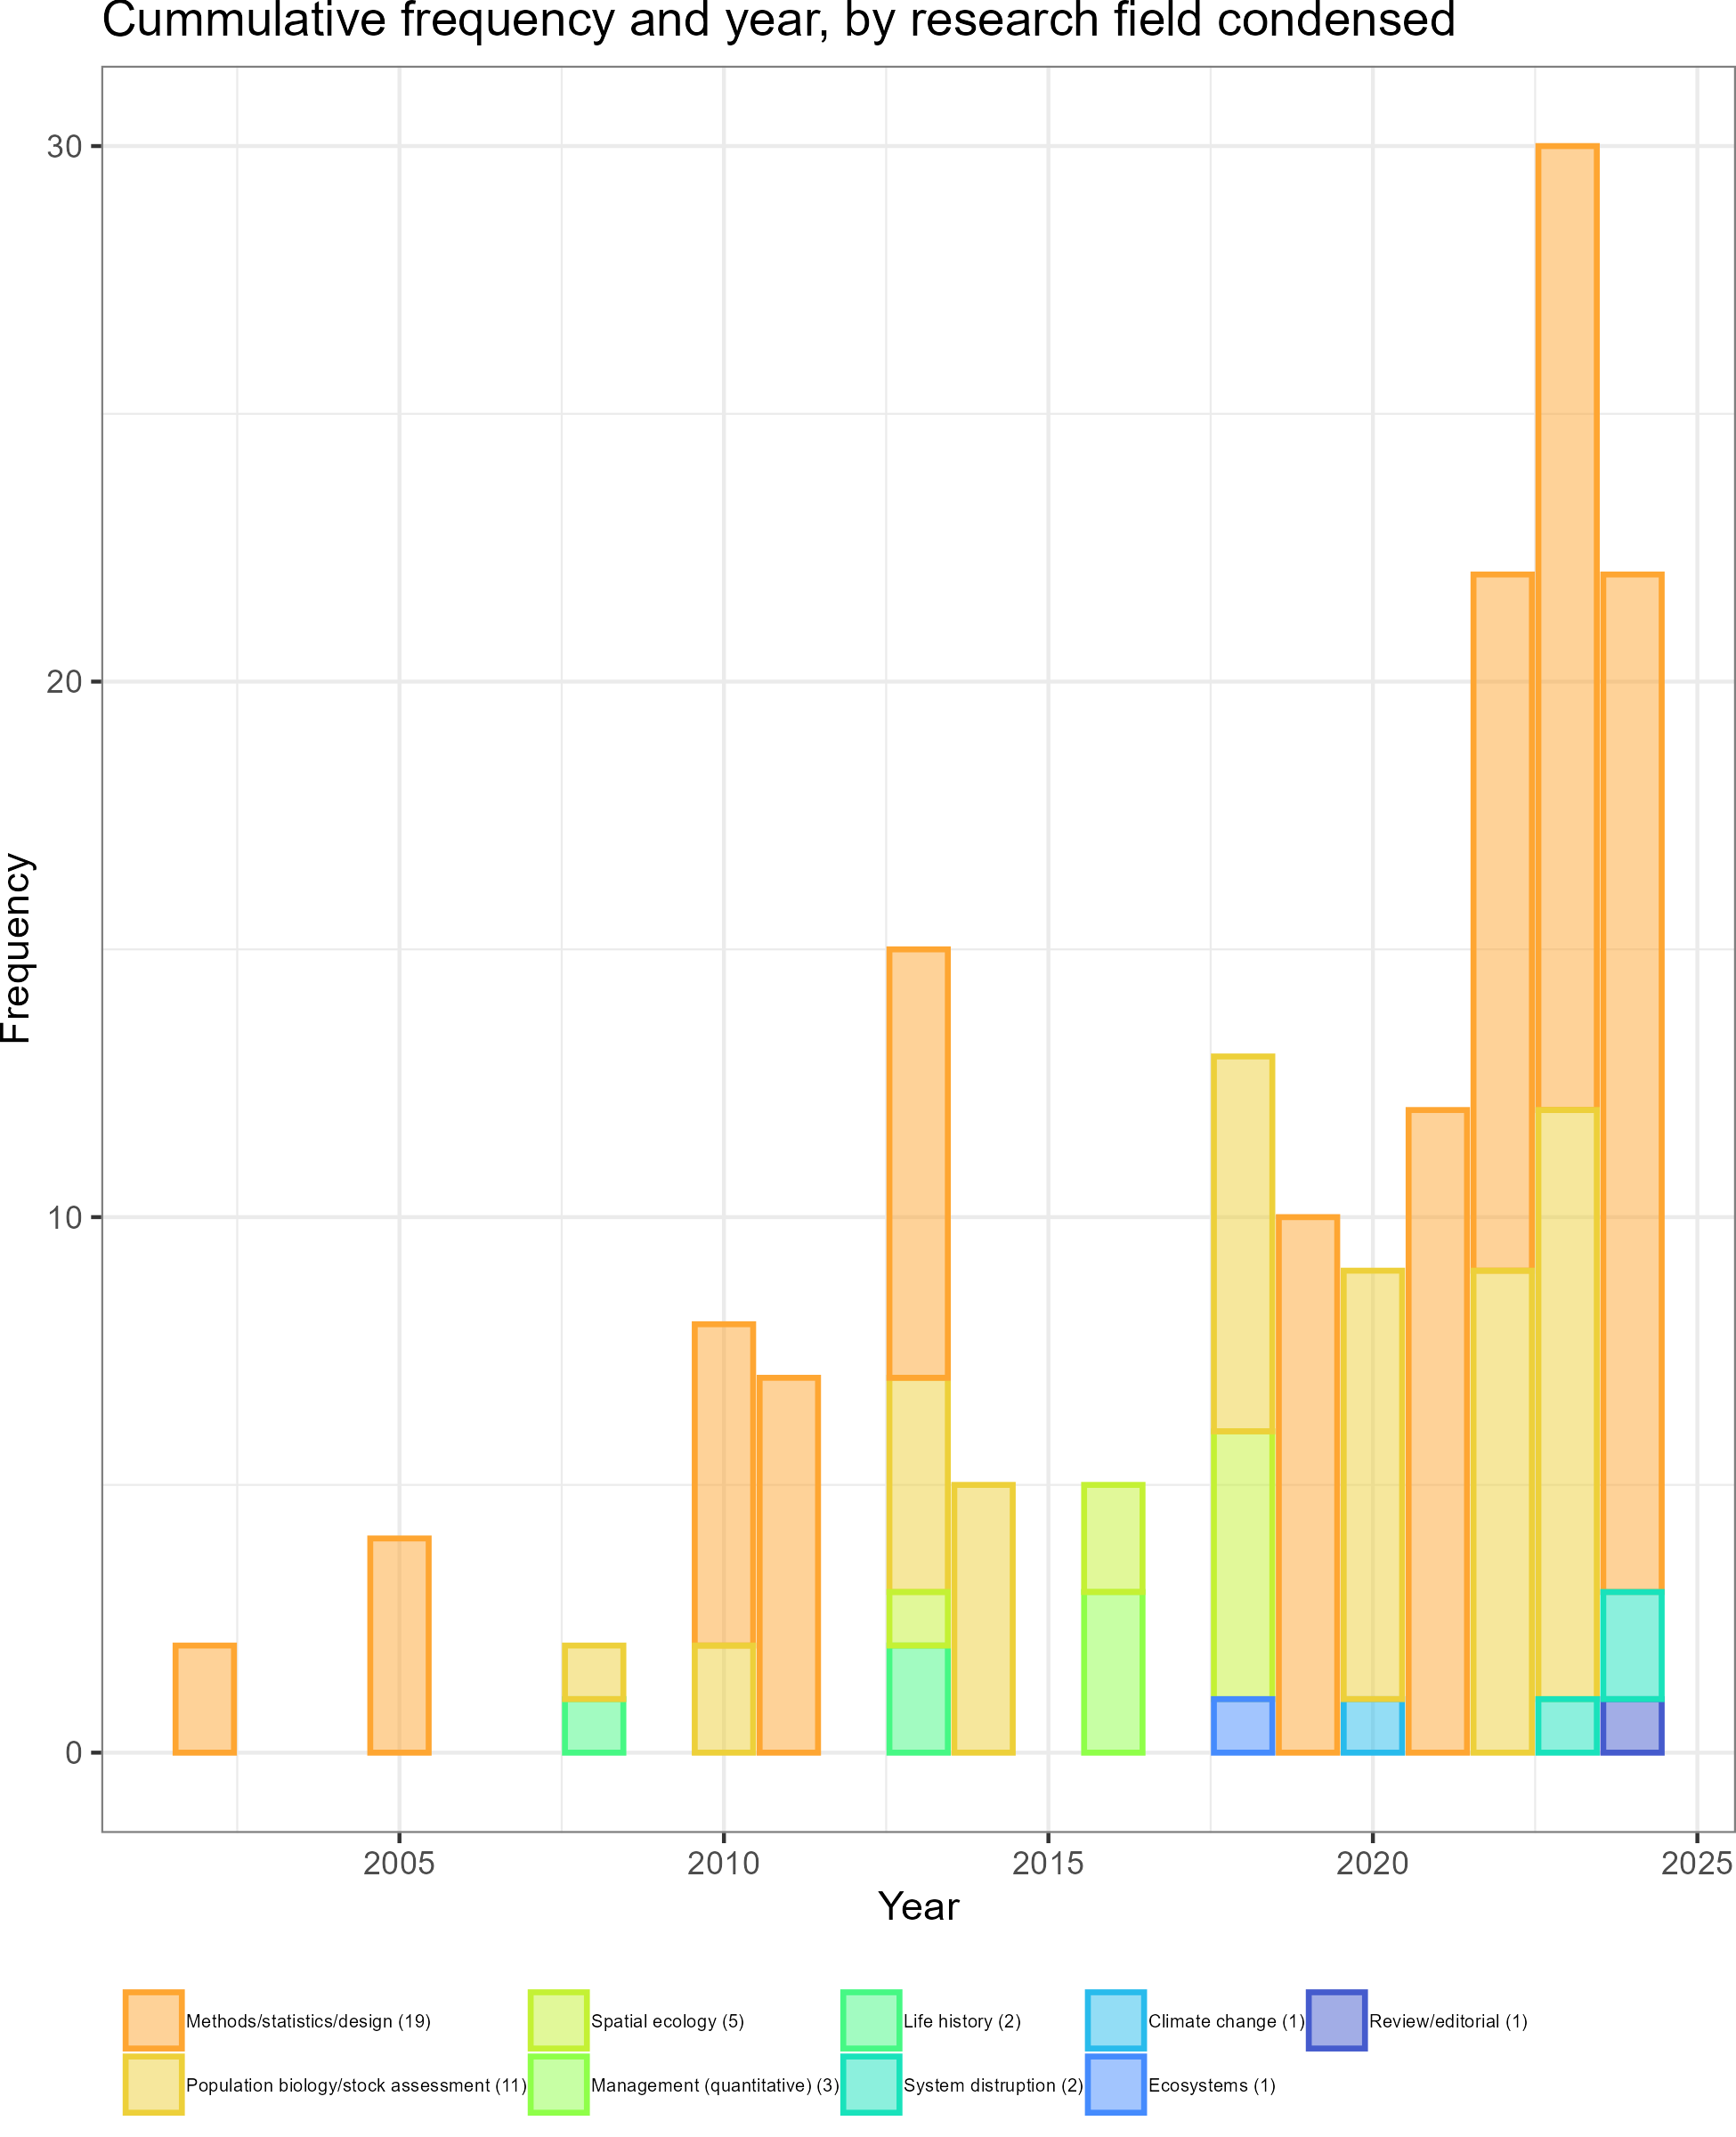 Cummulative frequency and year, by research field condensed
30
20
10
0
Frequency
2005 2010 2015 2020 2025
Year
Methods/statistics/design (19) Spatial ecology (5) Life history (2) Climate change (1) Review/editorial (1)
Population biology/stock assessment (11) Management (quantitative) (3) System distruption (2) Ecosystems (1)